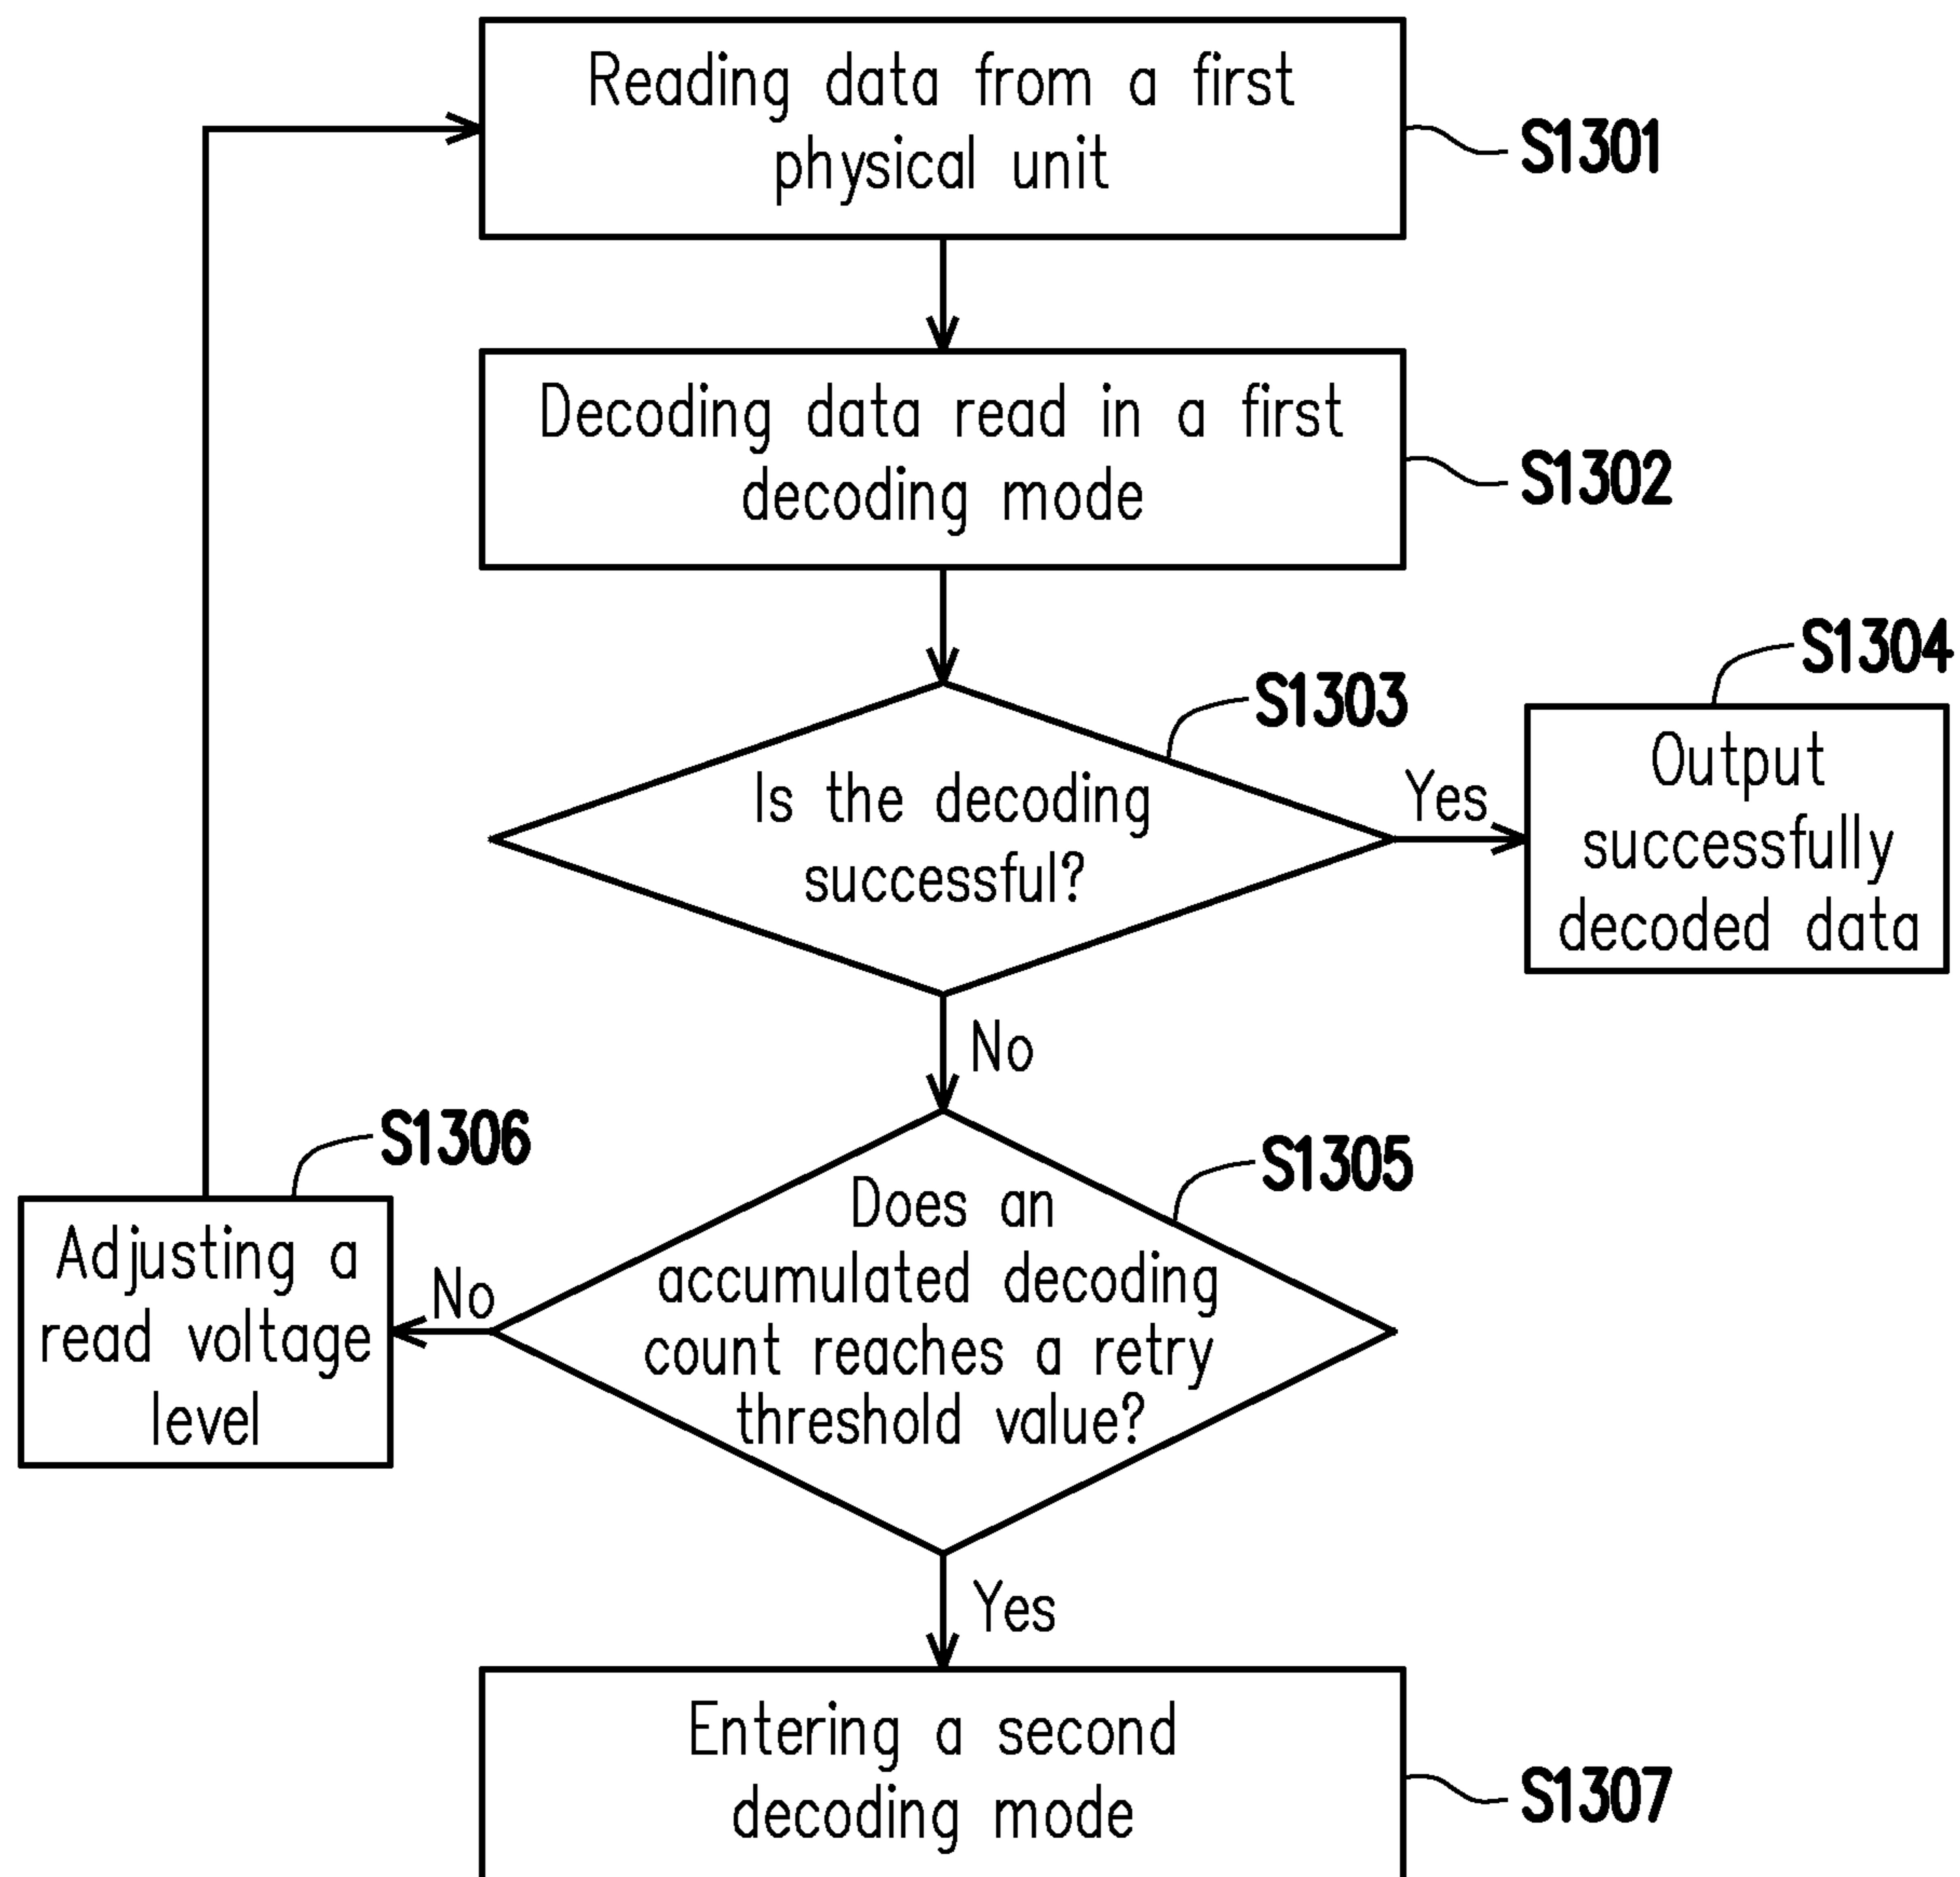 Reading data from a first
physical unit
S1301
Decoding data read in a first
decoding mode
S1302
S1303
Is the decoding
successful?
Yes
S1304
Output
successfully
decoded data
No
S1305
Does an
accumulated decoding
count reaches a retry
threshold value?
No
S1306
Adjusting a
read voltage
level
Yes
Entering a second
decoding mode
S1307